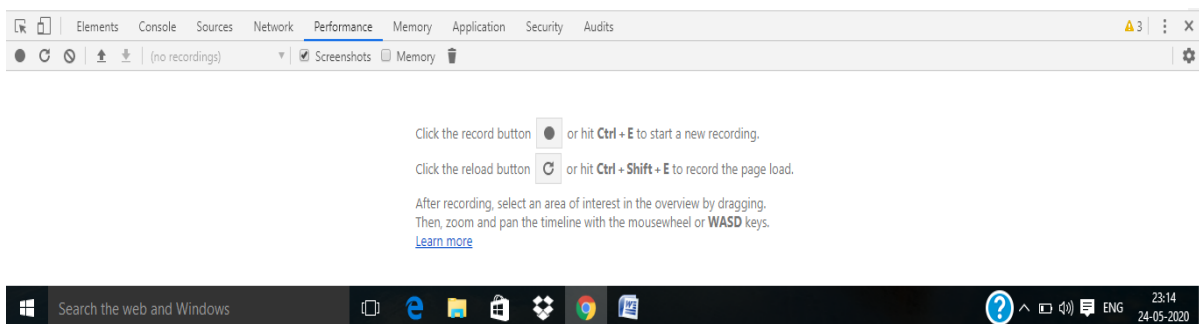 Elements Console Sources Network Performance Memory Application Security Audits 3
(no recordings) Screenshots Memory
Click the record button or hit Ctrl + E to start a new recording.
Click the reload button or hit Ctrl + Shift + E to record the page load.
After recording, select an area of interest in the overview by dragging.
Then, zoom and pan the timeline with the mousewheel or WASD keys.
Learn more
Search the web and Windows ENG 23:14
24-05-2020